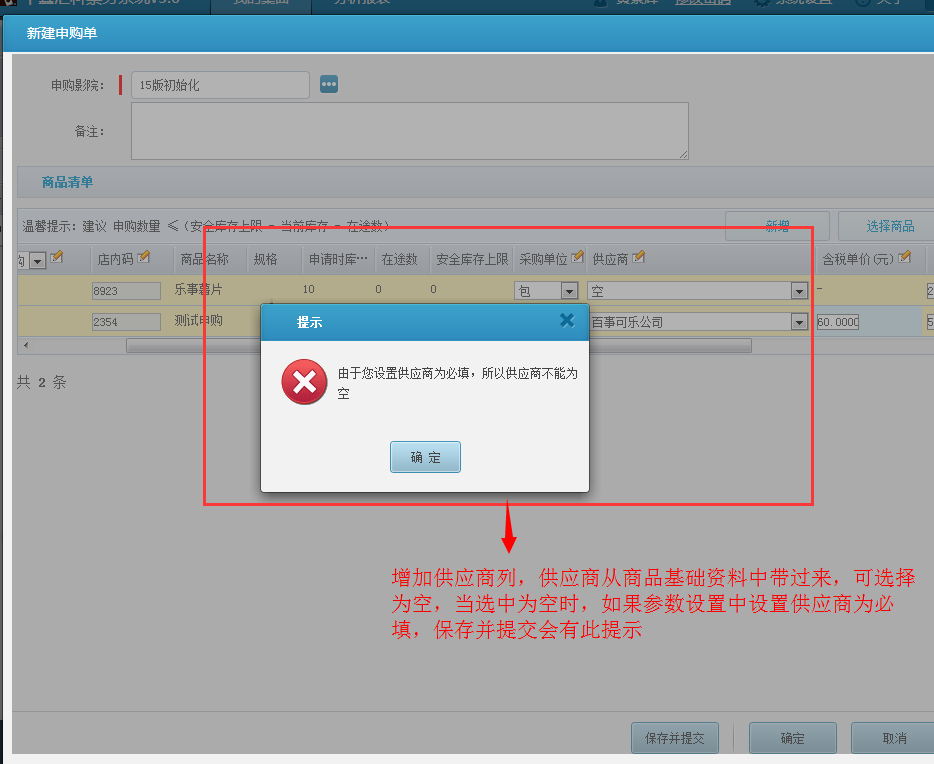 新建申购单
申购影院：
15版初始化
备注：
商品清单
温馨提示：建议 申购数量 ≤（安全库存上限 - 当前库存 - 在途数）
新增
选择商品
店内码 商品名称 规格 申请时库… 在途数 安全库存上限 采购单位 供应商 含税单价(元)
8923 乐事薯片 10 0 0 包 空 -
2354 测试申购 百事可乐公司 60.0000
共 2 条
提示
由于您设置供应商为必填，所以供应商不能为
空
确 定
增加供应商列，供应商从商品基础资料中带过来，可选择
为空，当选中为空时，如果参数设置中设置供应商为必
填，保存并提交会有此提示
保存并提交
确定
取消